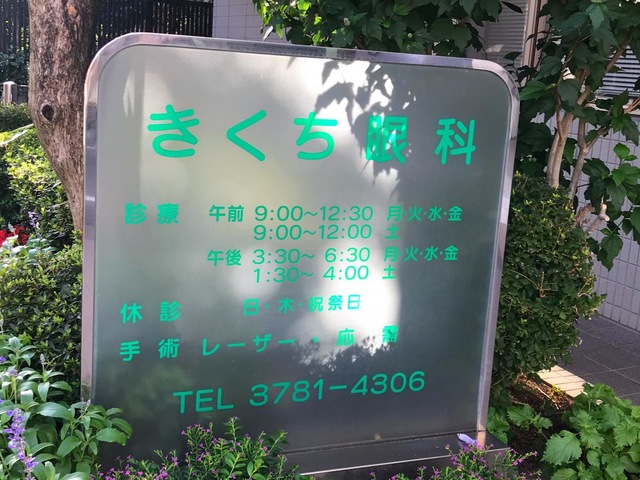 きくち眼科
診療 午前 9:00〜12:30 月・火・水・金
9:00〜12:00 土
午後 3:30〜6:30 月・火・水・金
1:30〜4:00 土
休診 日・木・祝祭日
手術 レーザー・応需
TEL 3781-4306